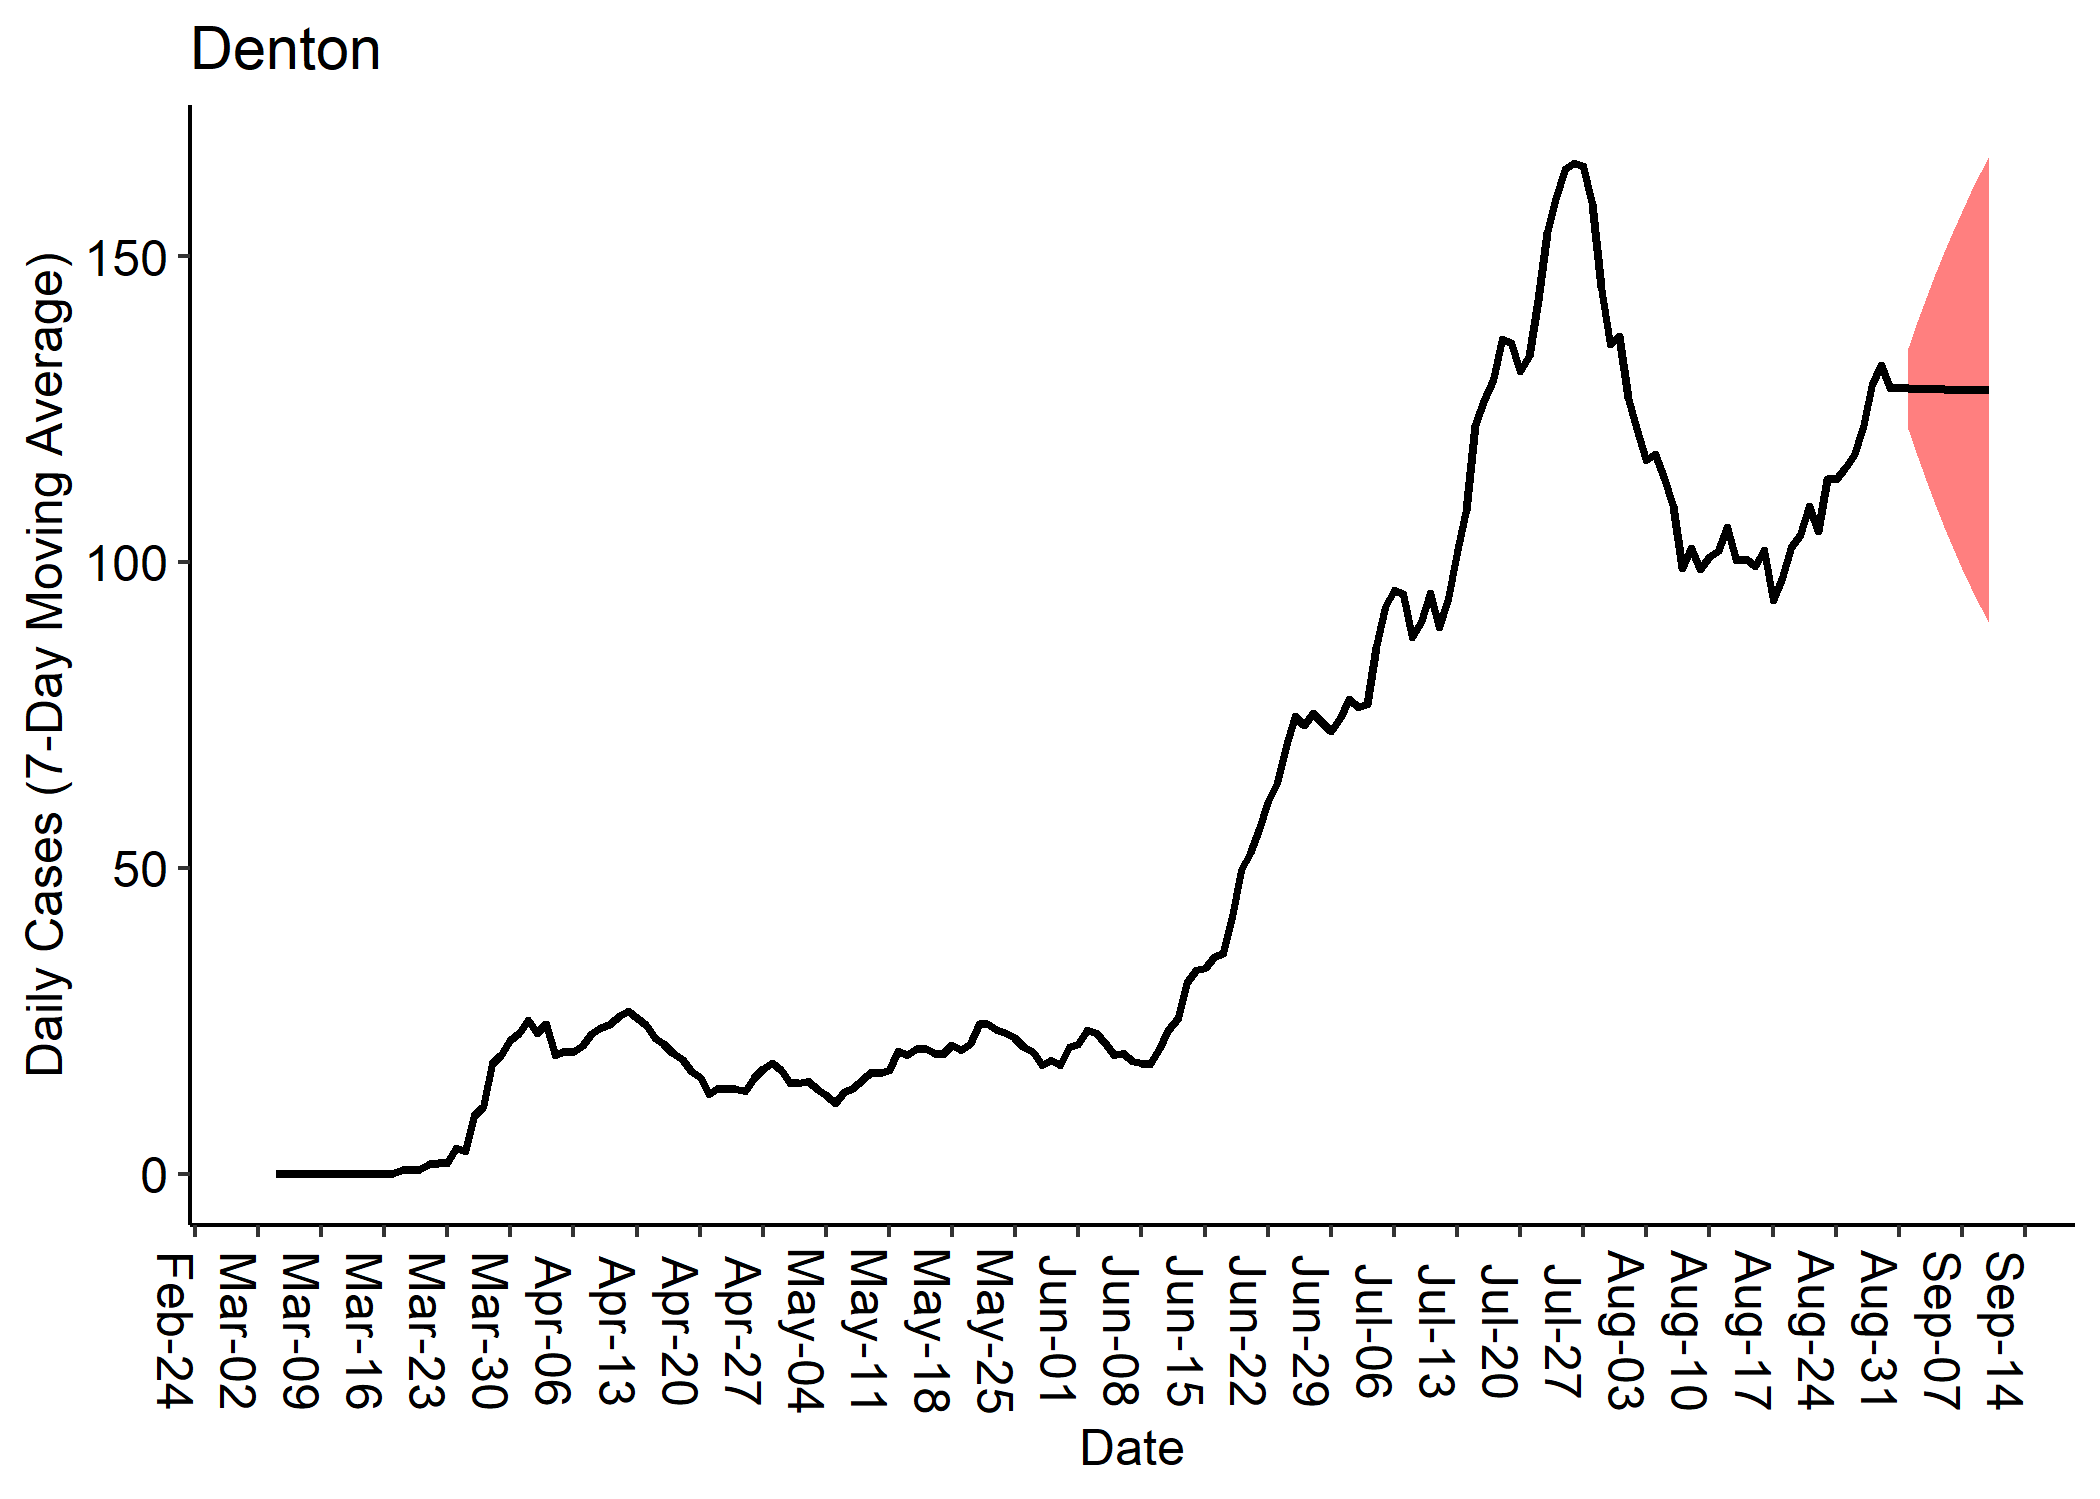 Denton
Daily Cases (7-Day Moving Average)
150
100
50
0
Feb-24
Mar-02
Mar-09
Mar-16
Mar-23
Mar-30
Apr-06
Apr-13
Apr-20
Apr-27
May-04
May-11
May-18
May-25
Jun-01
Jun-08
Jun-15
Jun-22
Jun-29
Jul-06
Jul-13
Jul-20
Jul-27
Aug-03
Aug-10
Aug-17
Aug-24
Aug-31
Sep-07
Sep-14
Date